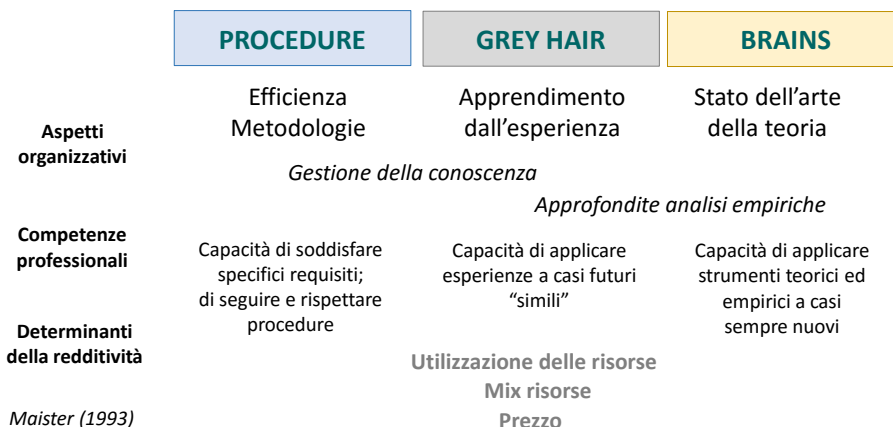 PROCEDURE
GREY HAIR
BRAINS
Aspetti
organizzativi
Efficienza
Metodologie
Apprendimento
dall'esperienza
Stato dell'arte
della teoria
Gestione della conoscenza
Approfondite analisi empiriche
Competenze
professionali
Capacità di soddisfare
specifici requisiti;
di seguire e rispettare
procedure
Capacità di applicare
esperienze a casi futuri
“simili”
Capacità di applicare
strumenti teorici ed
empirici a casi
sempre nuovi
Determinanti
della redditività
Utilizzazione delle risorse
Mix risorse
Prezzo
Maister (1993)